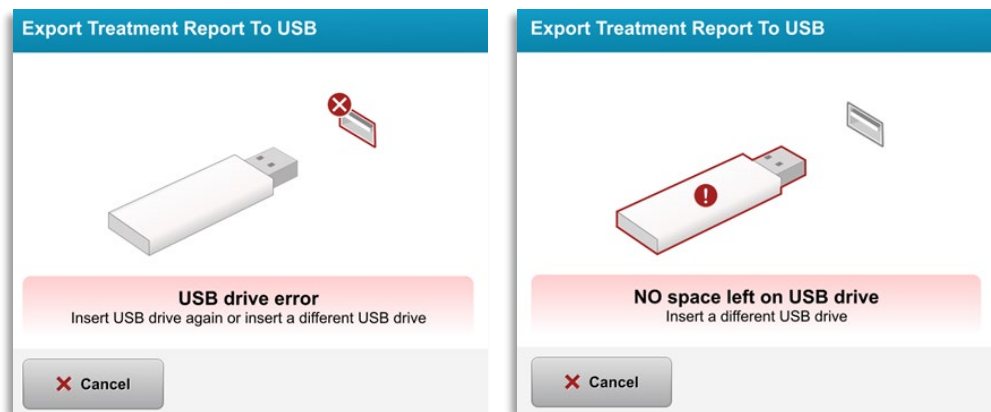 Export Treatment Report To USB
USB drive error
Insert USB drive again or insert a different USB drive
Cancel
Export Treatment Report To USB
NO space left on USB drive
Insert a different USB drive
Cancel